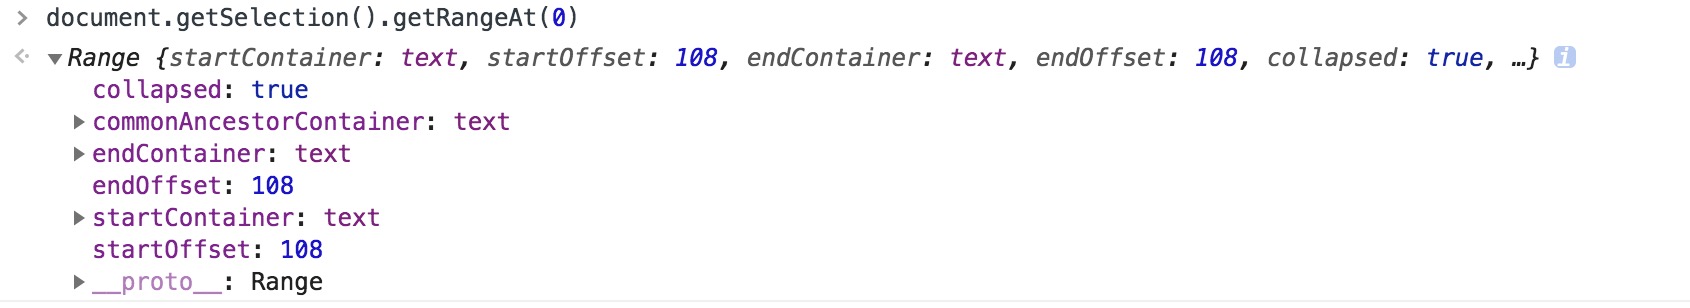 > document.getSelection().getRangeAt(0)
Range {startContainer: text, startOffset: 108, endContainer: text, endOffset: 108, collapsed: true, …} i
collapsed: true
commonAncestorContainer: text
endContainer: text
endOffset: 108
startContainer: text
startOffset: 108
__proto__: Range